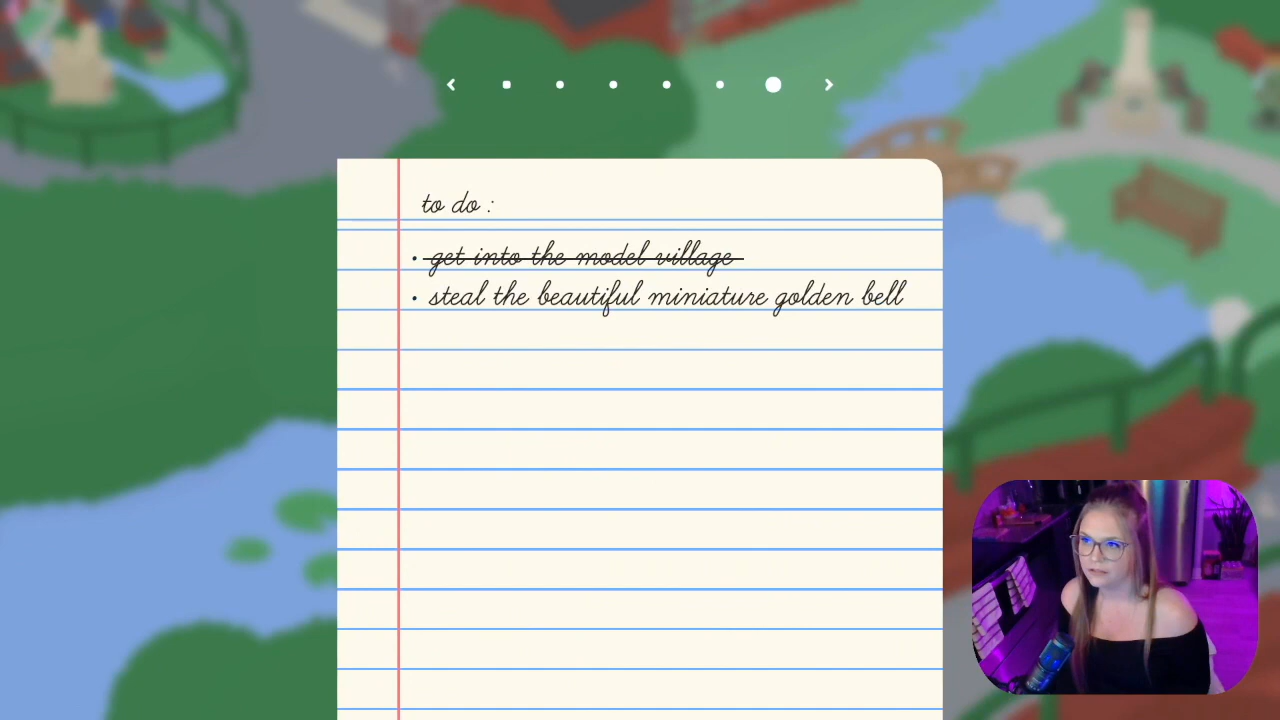 to do :
• get into the model village
• steal the beautiful miniature golden bell